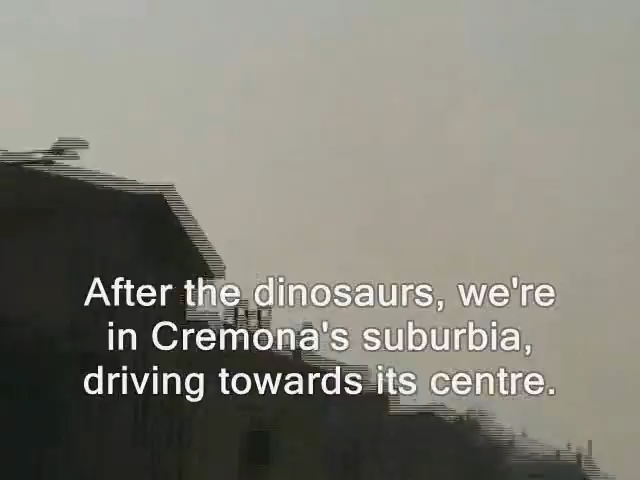 After the dinosaurs, we're
in Cremona's suburbia,
driving towards its centre.